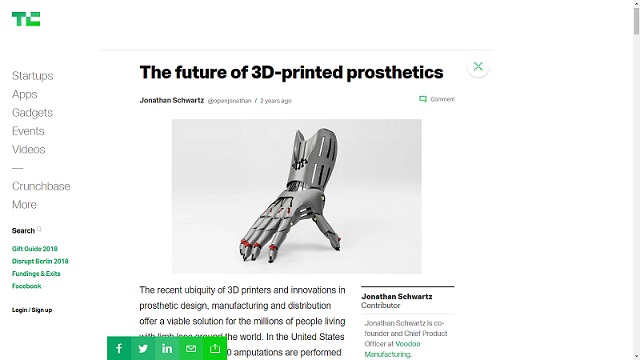 TC
The future of 3D-printed prosthetics
Jonathan Schwartz @openjonathan / 2 years ago
Comment
Startups
Apps
Gadgets
Events
Videos
—
Crunchbase
More
Search
Gift Guide 2018
Disrupt Berlin 2018
Fundings & Exits
Facebook
Login / Sign up
The recent ubiquity of 3D printers and innovations in
prosthetic design, manufacturing and distribution
offer a viable solution for the millions of people living
with limb loss around the world. In the United States
0 amputations are performed
Jonathan Schwartz
Contributor
Jonathan Schwartz is co-
founder and Chief Product
Officer at Voodoo
Manufacturing.